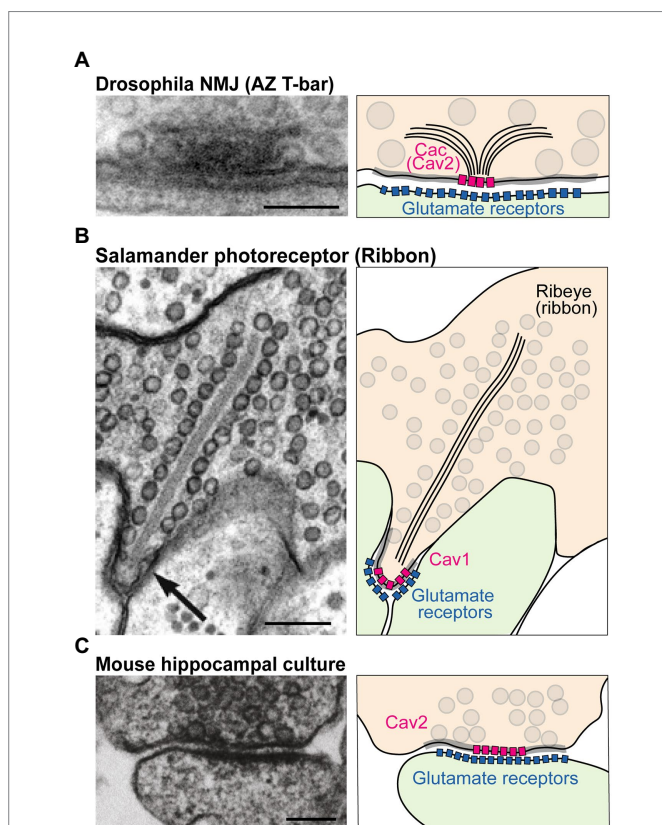 A
Drosophila NMJ (AZ T-bar)
Cac
(Cav2)
Glutamate receptors
B
Salamander photoreceptor (Ribbon)
Ribeye
(ribbon)
Cav1
Glutamate
receptors
C
Mouse hippocampal culture
Cav2
Glutamate receptors